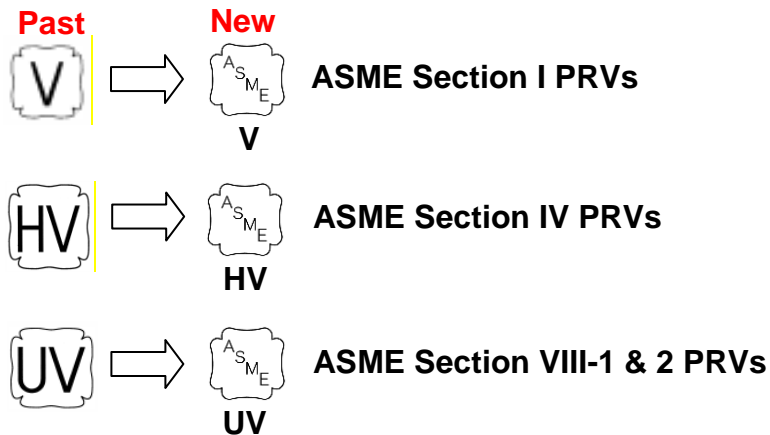 Past New
V ASME ASME Section I PRVs
V
HV ASME ASME Section IV PRVs
HV
UV ASME ASME Section VIII-1 & 2 PRVs
UV